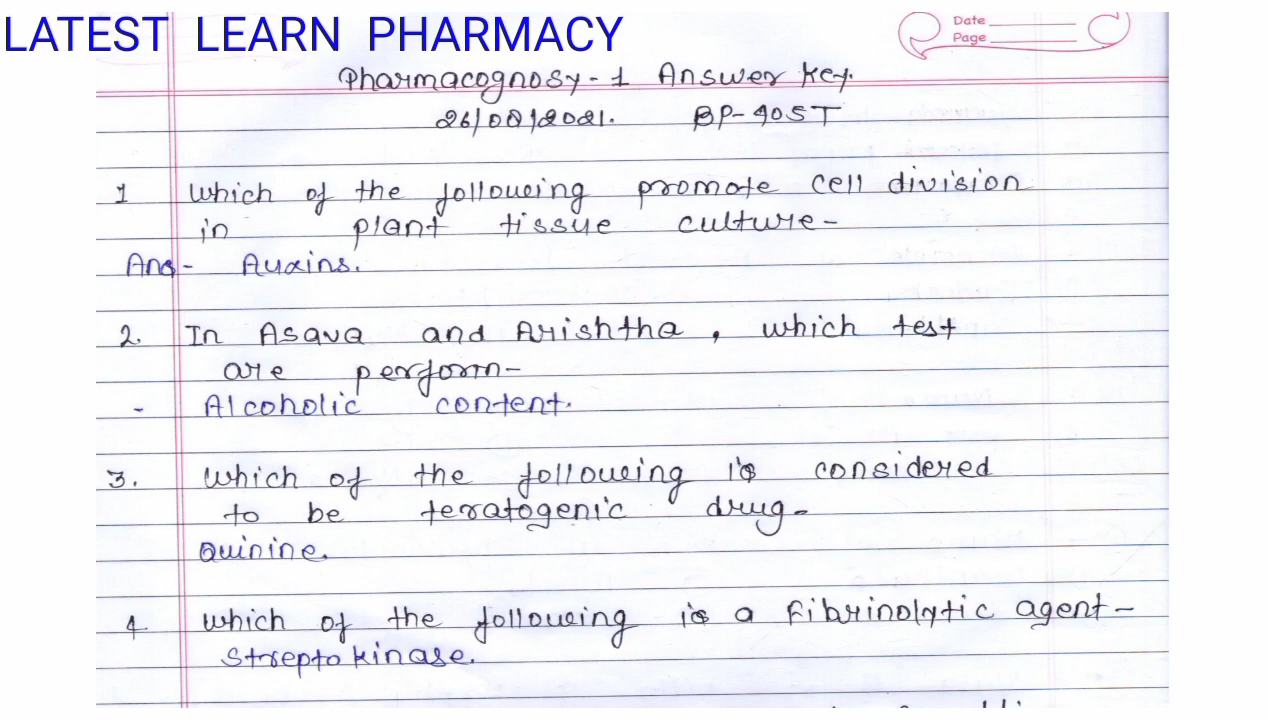 LATEST LEARN PHARMACY
Date
Page
Pharmacognosy-1 Answer key.
26/08/2021. BP-405T
1 which of the following promote cell division
in plant tissue culture-
Ans- Auxins.
2. In Asava and Arishtha, which test
are perform-
- Alcoholic content.
3. which of the following is considered
to be teratogenic drug-
Quinine.
4. which of the following is a Fibrinolytic agent-
Streptokinase.